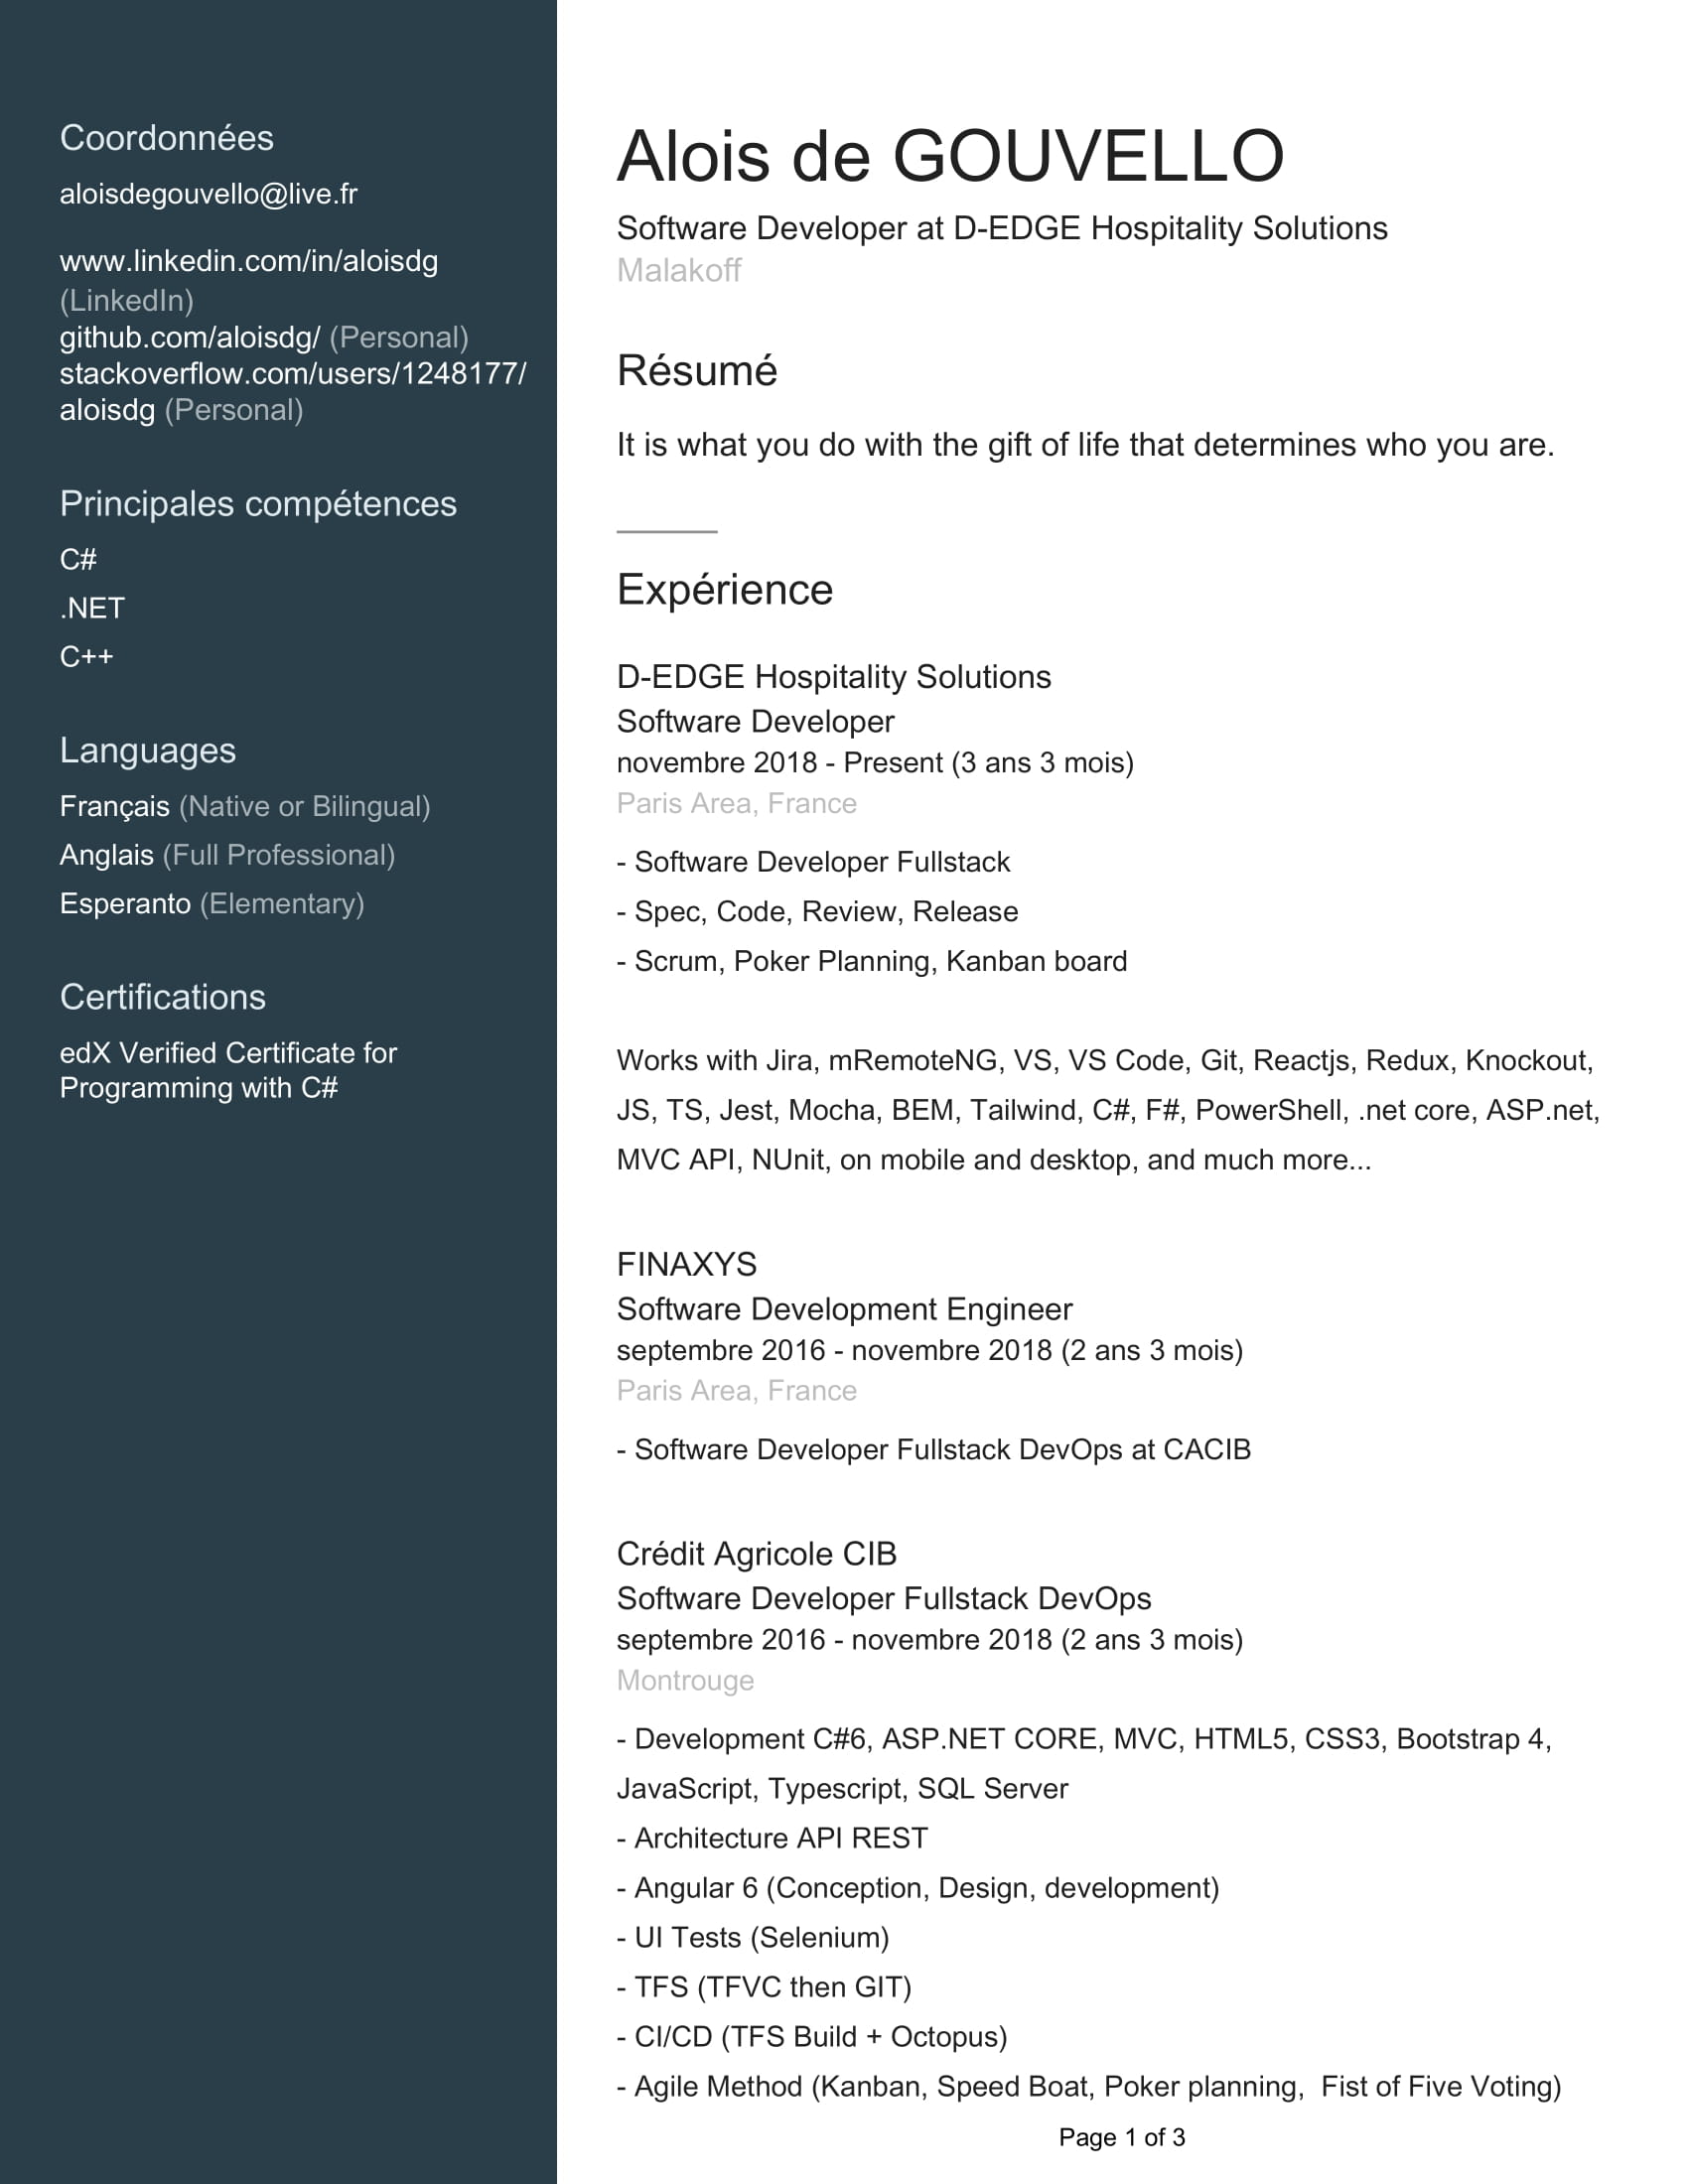 Coordonnées
aloisdegouvello@live.fr
www.linkedin.com/in/aloisdg
(LinkedIn)
github.com/aloisdg/ (Personal)
stackoverflow.com/users/1248177/
aloisdg (Personal)
Principales compétences
C#
.NET
C++
Languages
Français (Native or Bilingual)
Anglais (Full Professional)
Esperanto (Elementary)
Certifications
edX Verified Certificate for
Programming with C#
Alois de GOUVELLO
Software Developer at D-EDGE Hospitality Solutions
Malakoff
Résumé
It is what you do with the gift of life that determines who you are.
Expérience
D-EDGE Hospitality Solutions
Software Developer
novembre 2018 - Present (3 ans 3 mois)
Paris Area, France
- Software Developer Fullstack
- Spec, Code, Review, Release
- Scrum, Poker Planning, Kanban board
Works with Jira, mRemoteNG, VS, VS Code, Git, Reactjs, Redux, Knockout,
JS, TS, Jest, Mocha, BEM, Tailwind, C#, F#, PowerShell, .net core, ASP.net,
MVC API, NUnit, on mobile and desktop, and much more...
FINAXYS
Software Development Engineer
septembre 2016 - novembre 2018 (2 ans 3 mois)
Paris Area, France
- Software Developer Fullstack DevOps at CACIB
Crédit Agricole CIB
Software Developer Fullstack DevOps
septembre 2016 - novembre 2018 (2 ans 3 mois)
Montrouge
- Development C#6, ASP.NET CORE, MVC, HTML5, CSS3, Bootstrap 4,
JavaScript, Typescript, SQL Server
- Architecture API REST
- Angular 6 (Conception, Design, development)
- UI Tests (Selenium)
- TFS (TFVC then GIT)
- CI/CD (TFS Build + Octopus)
- Agile Method (Kanban, Speed Boat, Poker planning,  Fist of Five Voting)
Page 1 of 3